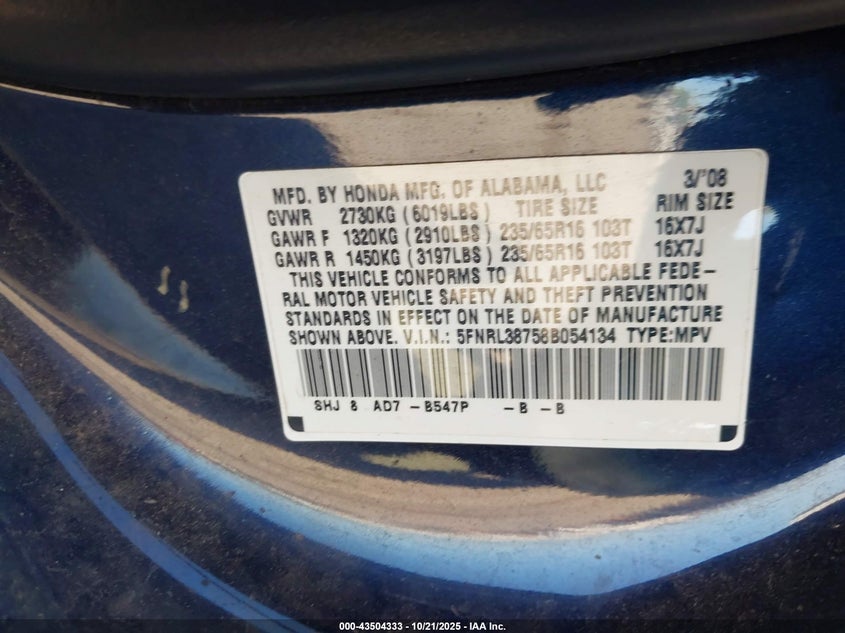 MFD. BY HONDA MFG. OF ALABAMA, LLC 3/'08
GVWR 2730KG (6019LBS) TIRE SIZE RIM SIZE
GAWR F 1320KG (2910LBS) 235/65R16 103T 16X7J
GAWR R 1450KG (3197LBS) 235/65R16 103T 16X7J
THIS VEHICLE CONFORMS TO ALL APPLICABLE FEDE-
RAL MOTOR VEHICLE SAFETY AND THEFT PREVENTION
STANDARDS IN EFFECT ON THE DATE OF MANUFACTURE
SHOWN ABOVE. V.I.N.: 5FNRL38758B054134 TYPE:MPV
SHJ 8 AD7 -B547P -B -B
000-43504333 - 10/21/2025 - IAA Inc.